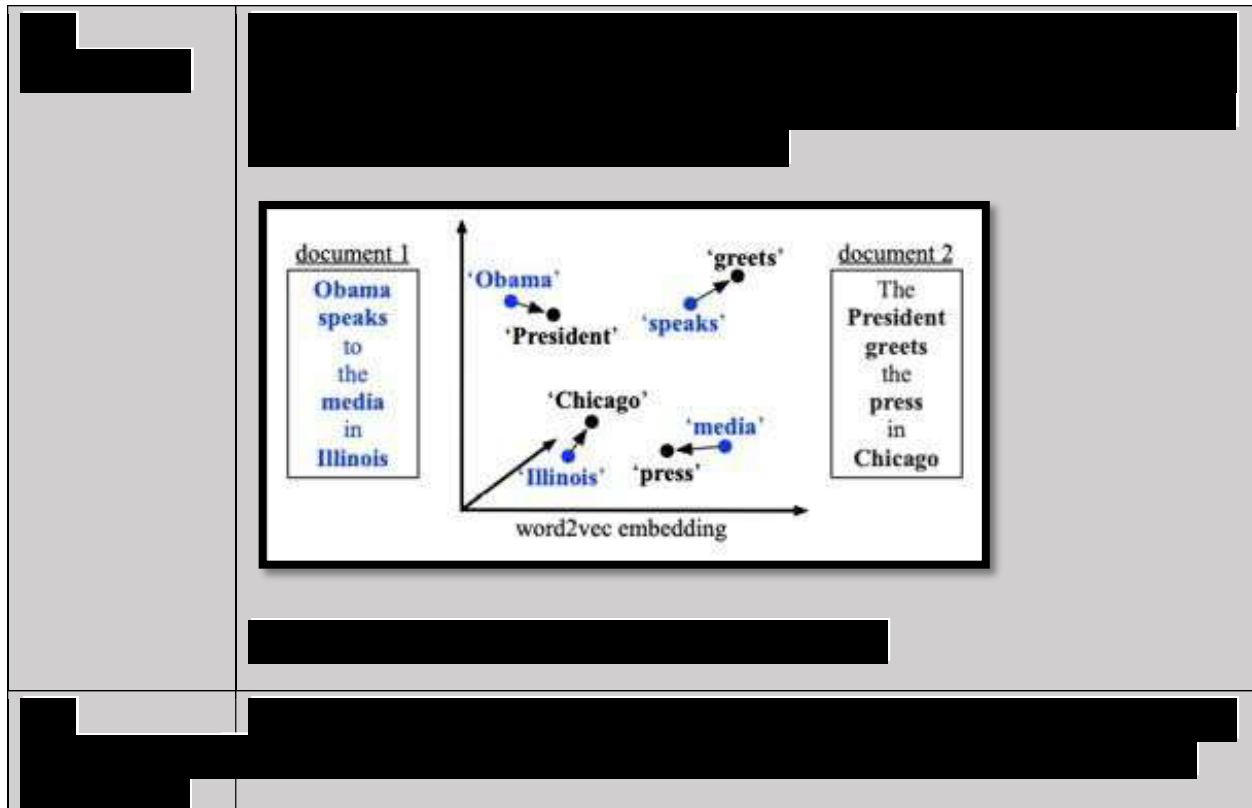 document 1
Obama
speaks
to
the
media
in
Illinois
'Obama'
'President'
'greets'
'speaks'
'Chicago'
'Illinois'
'media'
'press'
word2vec embedding
document 2
The
President
greets
the
press
in
Chicago